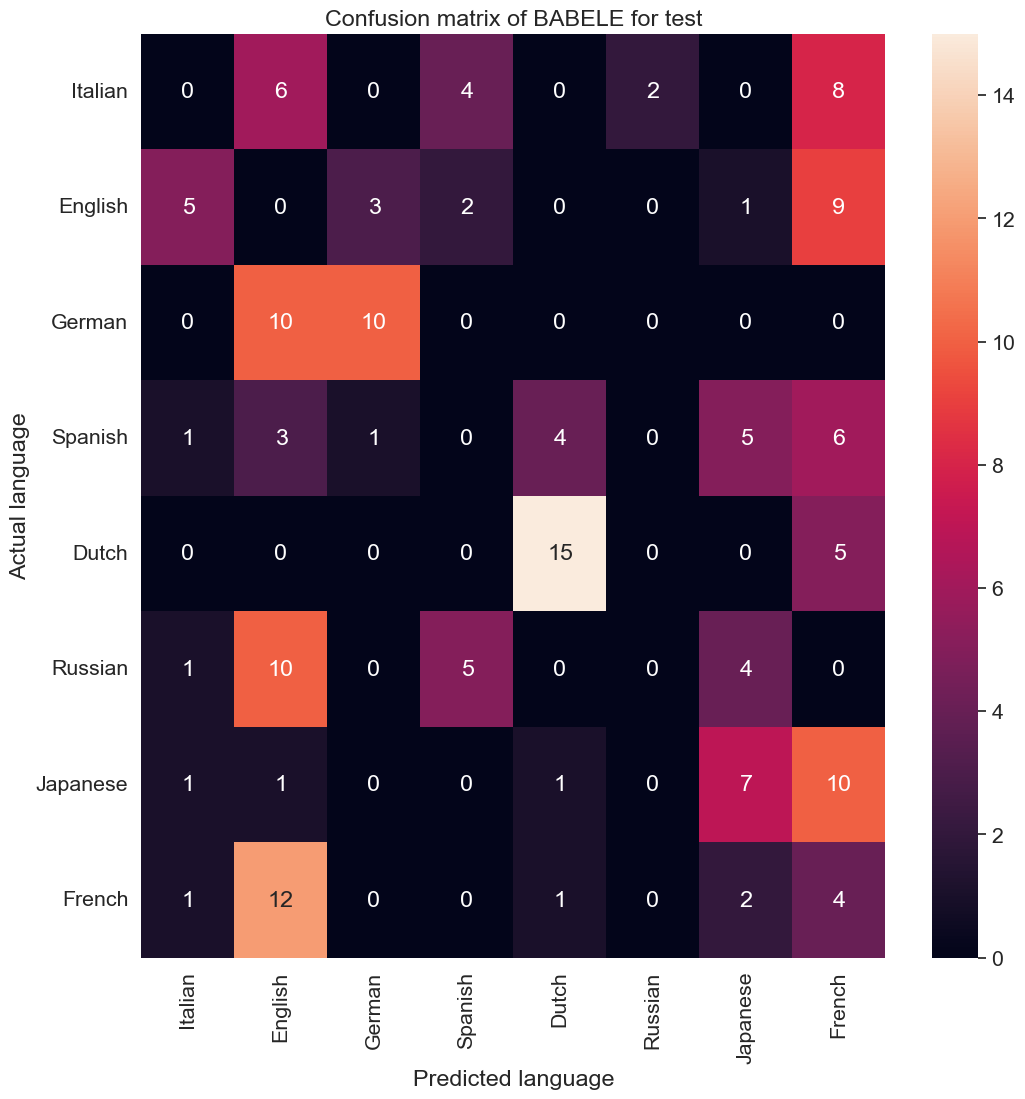 Confusion matrix of BABELE for test
Italian 0 6 0 4 0 2 0 8
English 5 0 3 2 0 0 1 9
German 0 10 10 0 0 0 0 0
Spanish 1 3 1 0 4 0 5 6
Dutch 0 0 0 0 15 0 0 5
Russian 1 10 0 5 0 0 4 0
Japanese 1 1 0 0 1 0 7 10
French 1 12 0 0 1 0 2 4
Actual language
Italian English German Spanish Dutch Russian Japanese French
Predicted language
14
12
10
8
6
4
2
0